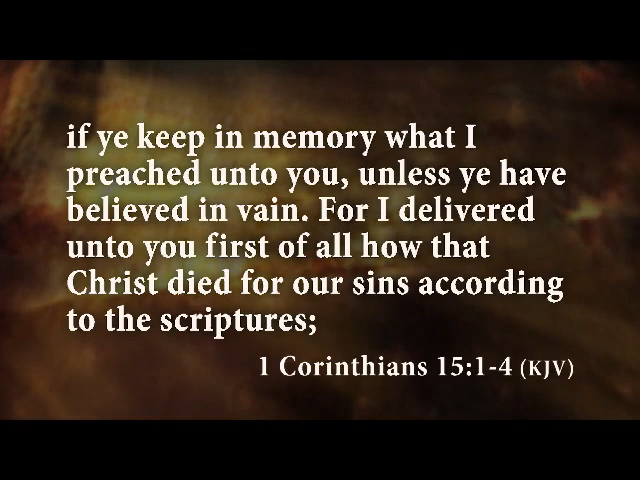 if ye keep in memory what I
preached unto you, unless ye have
believed in vain. For I delivered
unto you first of all how that
Christ died for our sins according
to the scriptures;
1 Corinthians 15:1-4 (KJV)